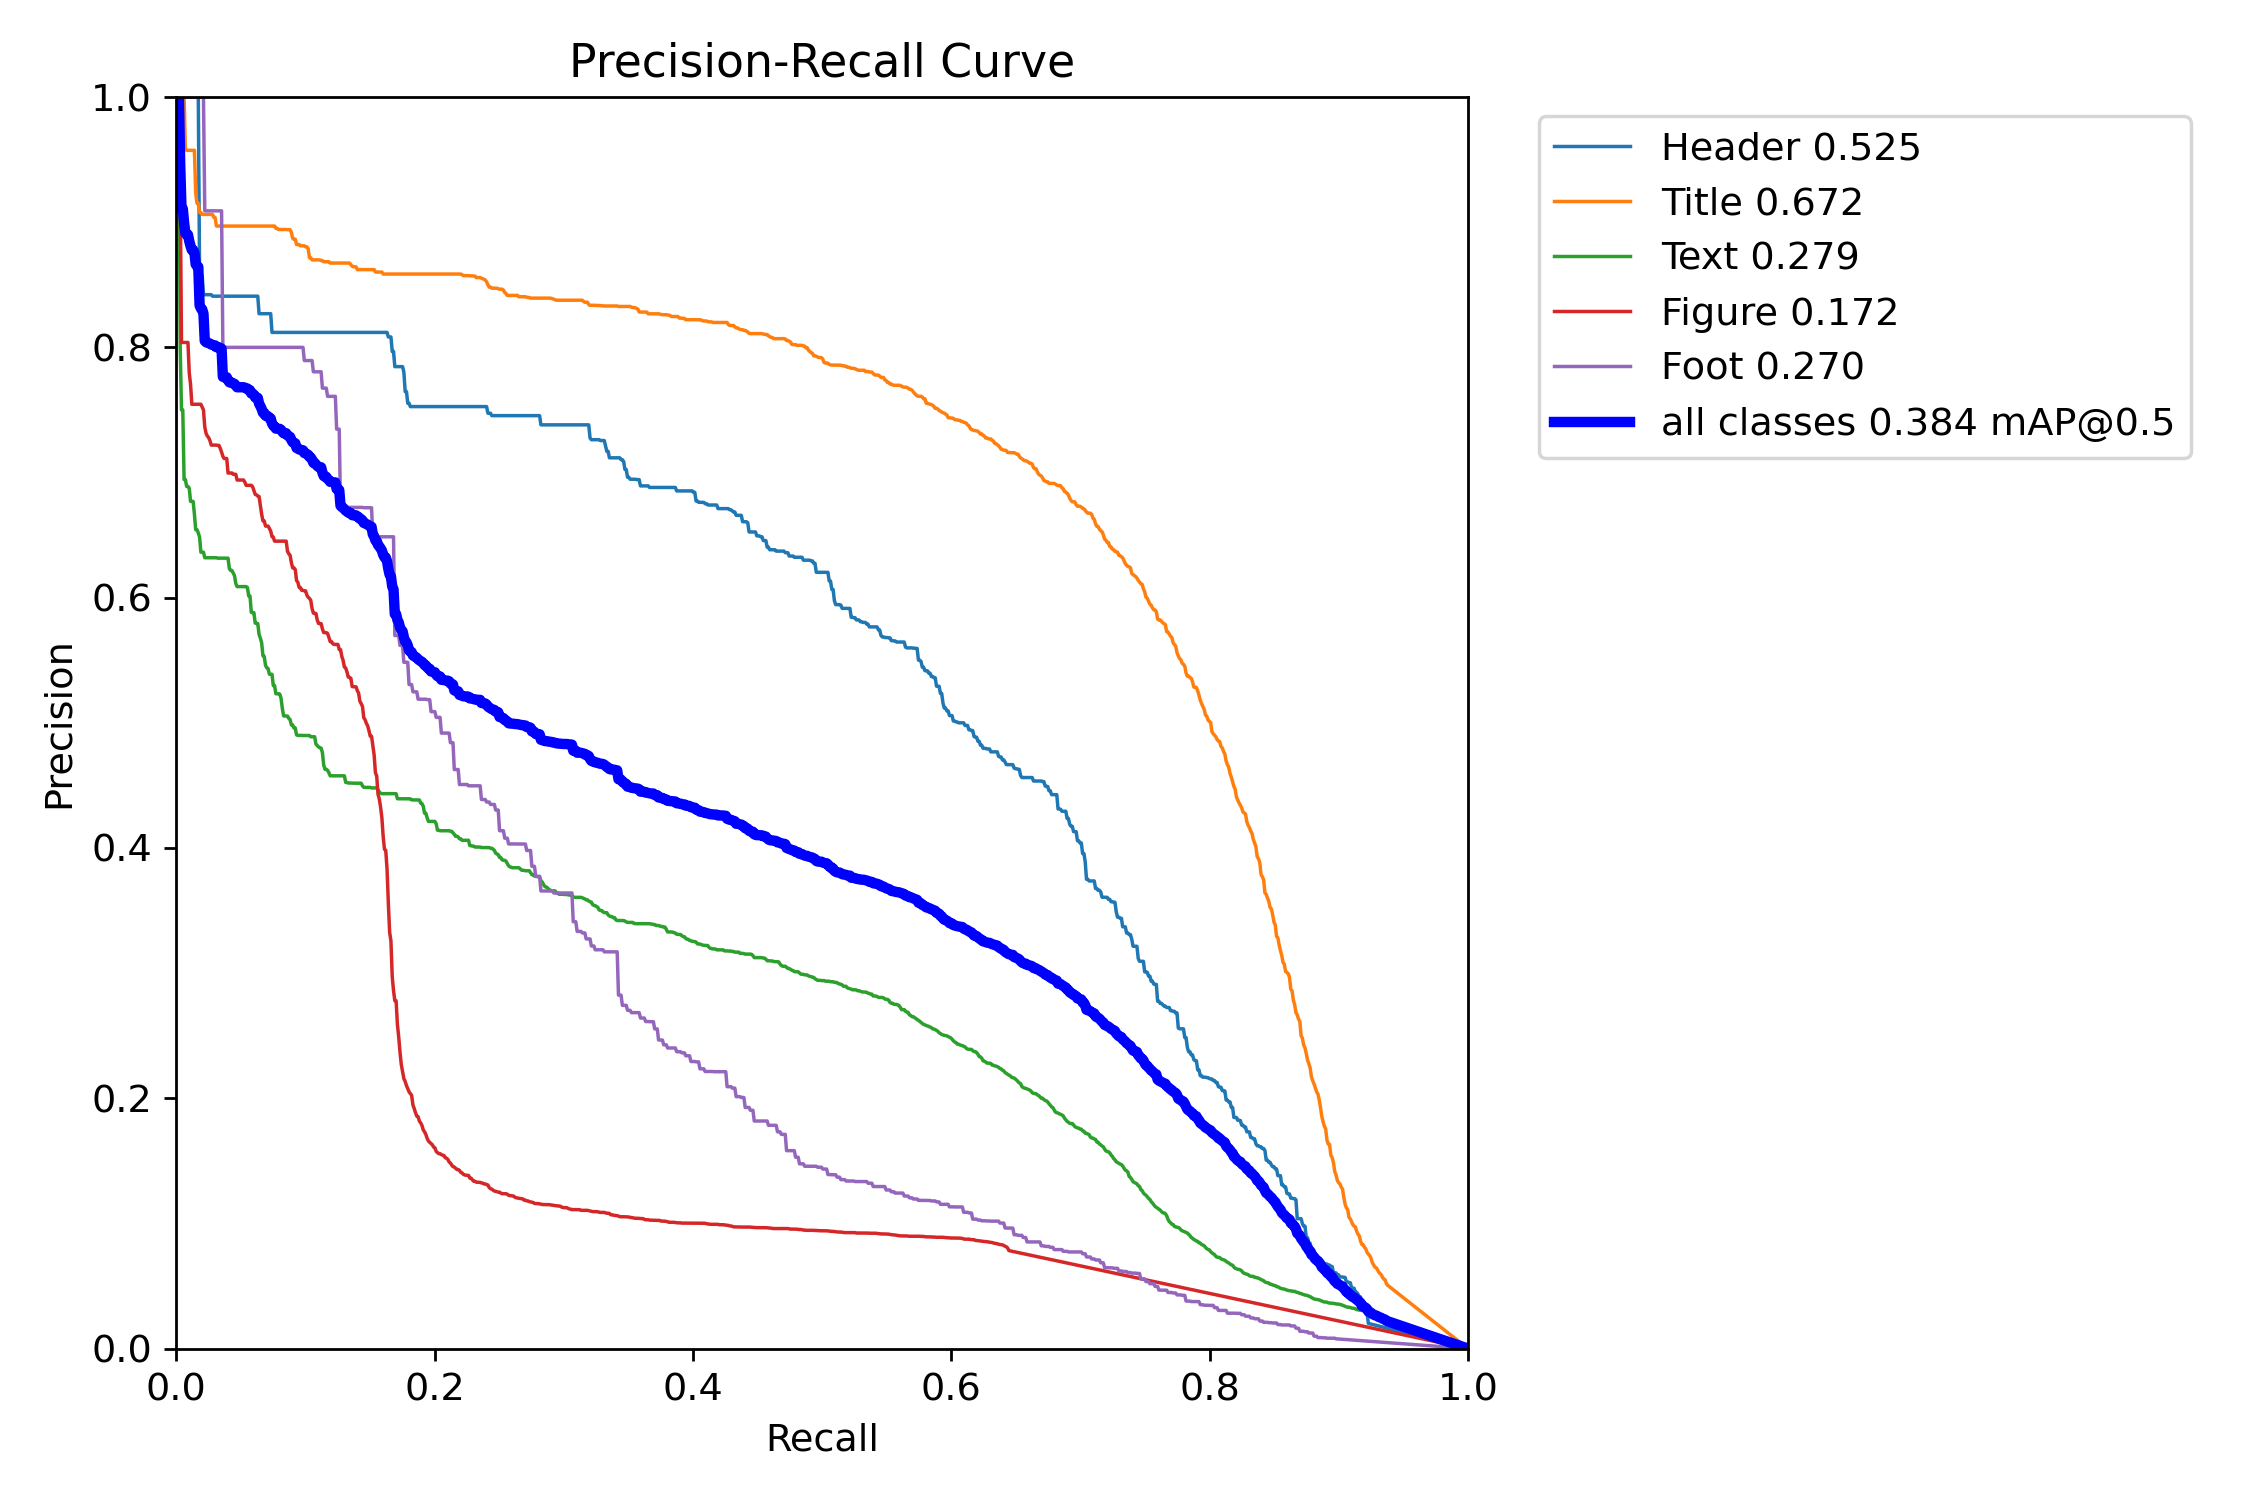 Precision-Recall Curve
1.0
0.8
0.6
0.4
0.2
0.0
Precision
0.0 0.2 0.4 0.6 0.8 1.0
Recall
Header 0.525
Title 0.672
Text 0.279
Figure 0.172
Foot 0.270
all classes 0.384 mAP@0.5